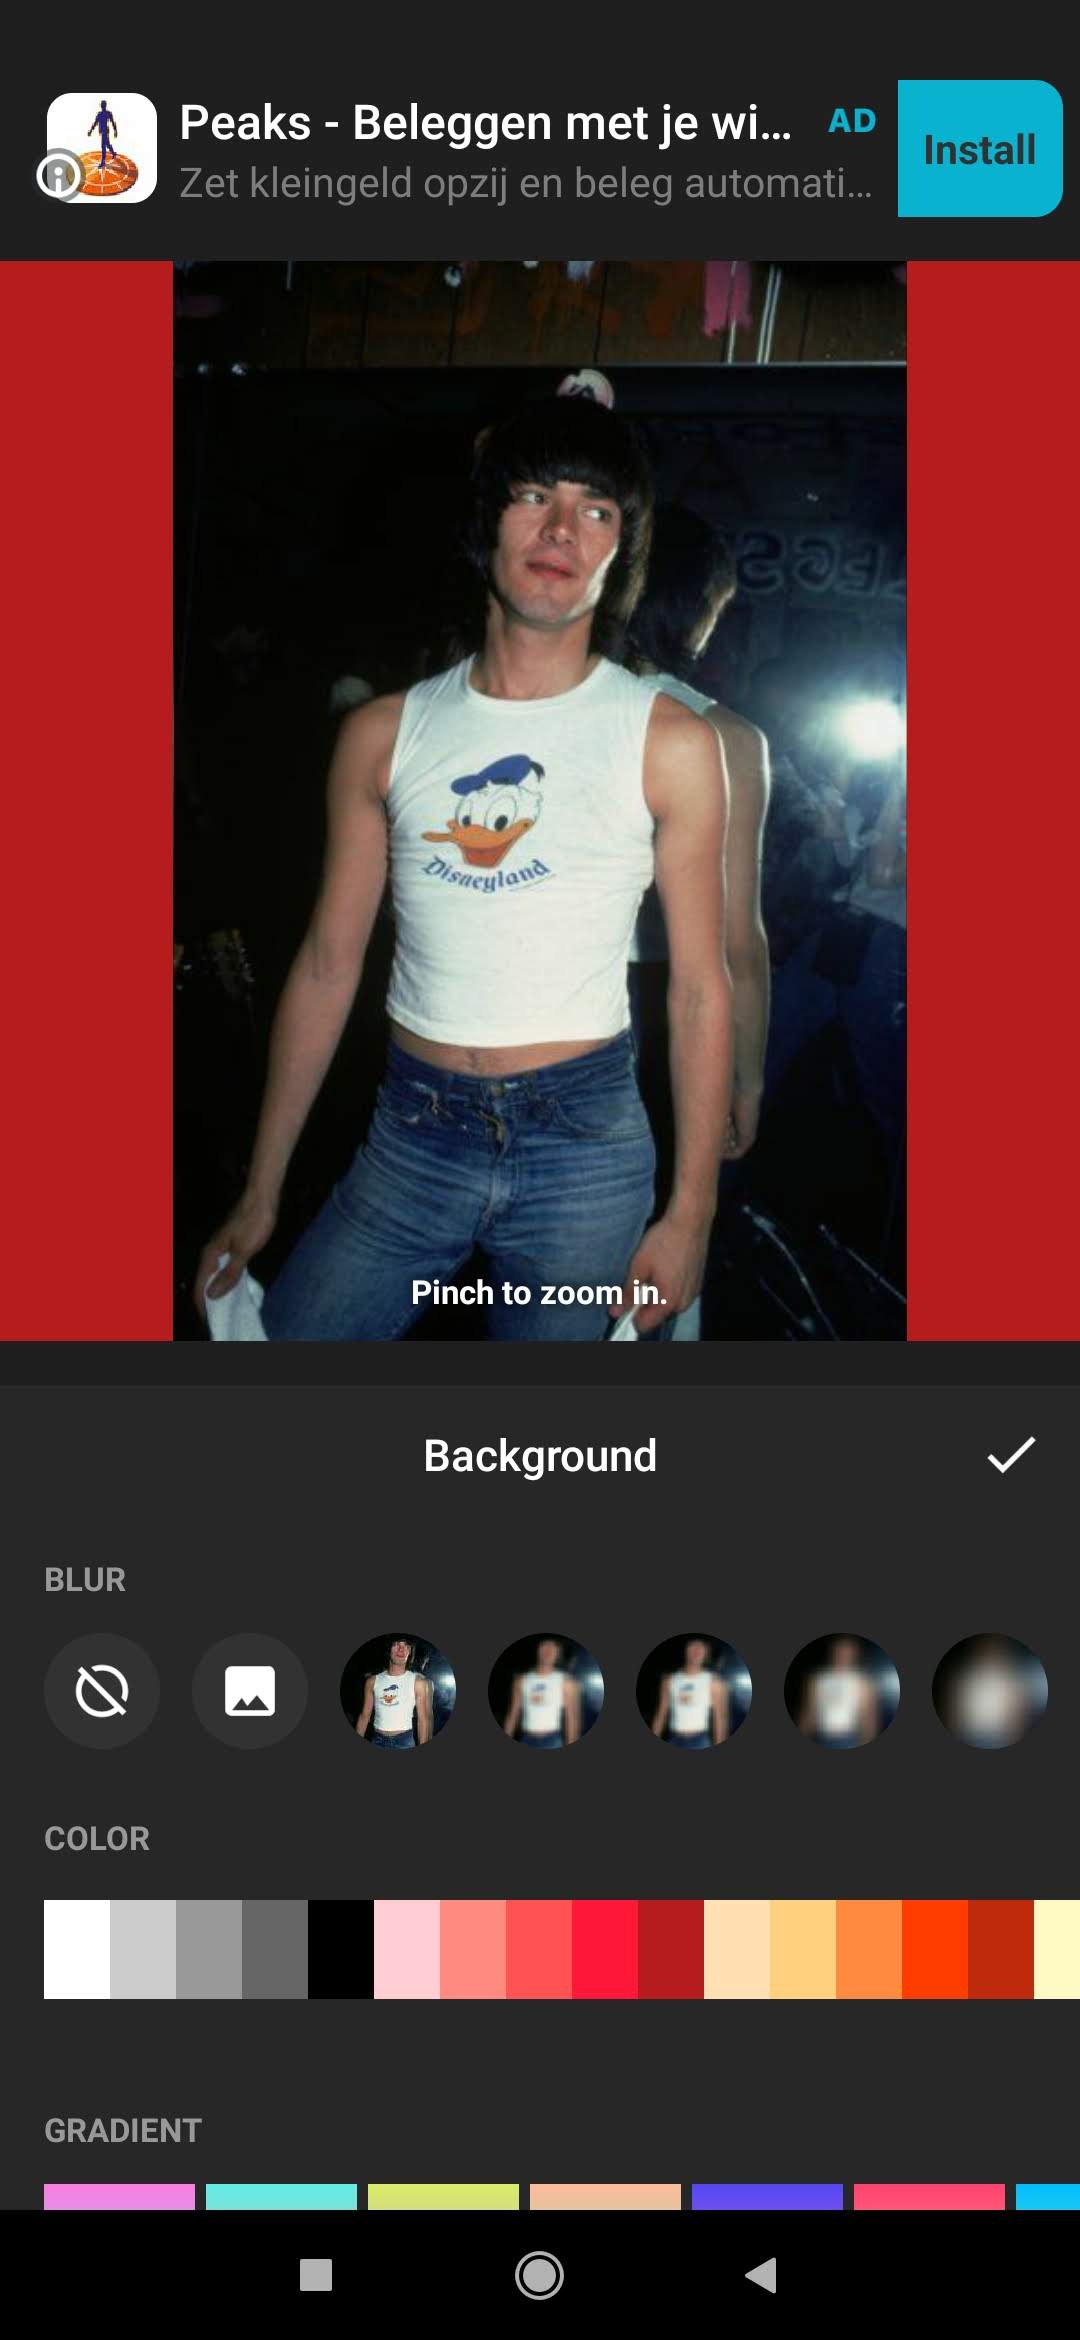 Peaks - Beleggen met je wi...
AD
Install
Zet kleingeld opzij en beleg automati...
Disneyland
Pinch to zoom in.
Background
BLUR
COLOR
GRADIENT